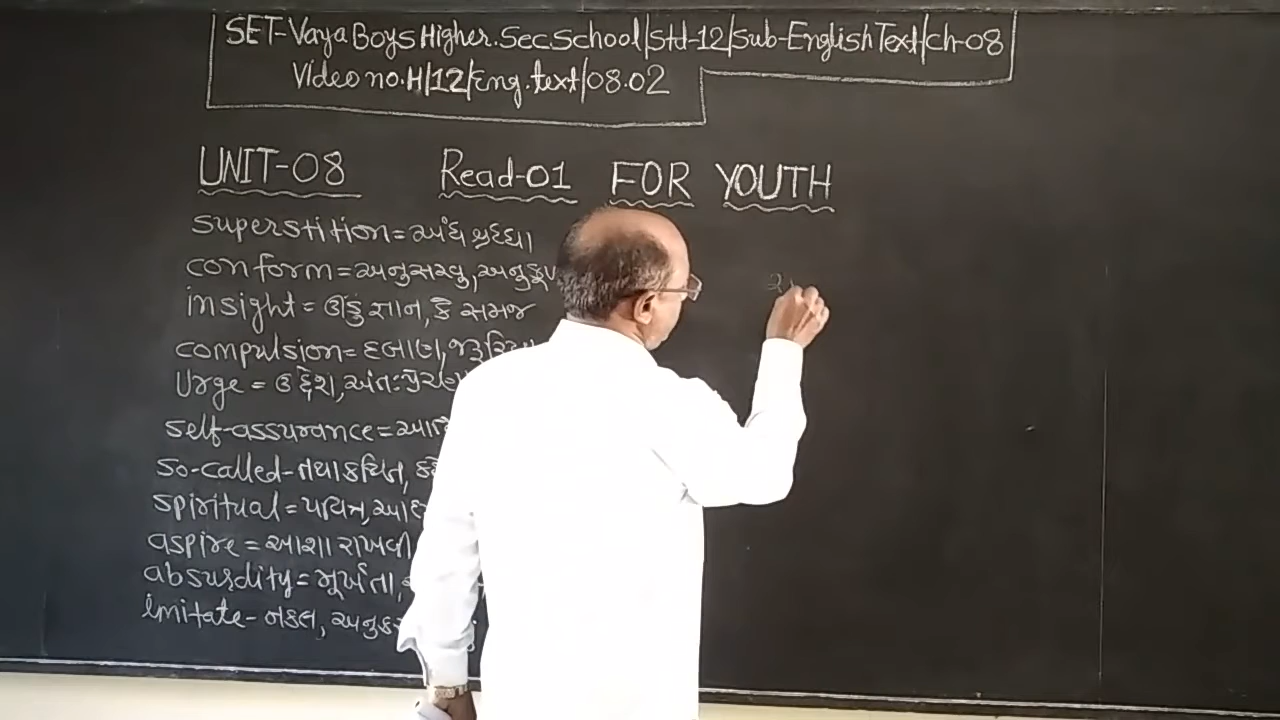 SET-Vaya Boys Higher.Sec.School/Std-12/Sub-English Text/Ch-08
Video no.H/12/Eng.text/08.02
UNIT-08 Read-01 FOR YOUTH
superstition=અંધ શ્રદ્ધા
conform=અનુસરવુ,
insight=ઊંડુ જ્ઞાન, કે સમજ
compulsion=દબાણ,
Urge=ઉદ્દેશ,
self-assurance=
so-called-તથાકથિત,
spiritual=પવિત્ર,
aspire=આશા રાખવી
absurdity=મૂર્ખતા,
imitate-નકલ,